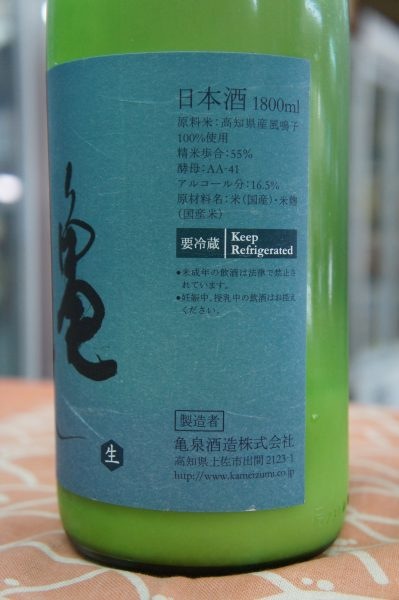 日本酒 1800ml
原料米：高知県産風鳴子
100%使用
精米歩合：55%
酵母：AA-41
アルコール分：16.5%
原材料名：米（国産）・米麹
（国産米）
要冷蔵 Keep Refrigerated
●未成年の飲酒は法律で禁止さ
れています。
●妊娠中、授乳中の飲酒はお控え
ください。
亀
生
製造者
亀泉酒造株式会社
高知県土佐市出間2123-1
http://www.kameizumi.co.jp